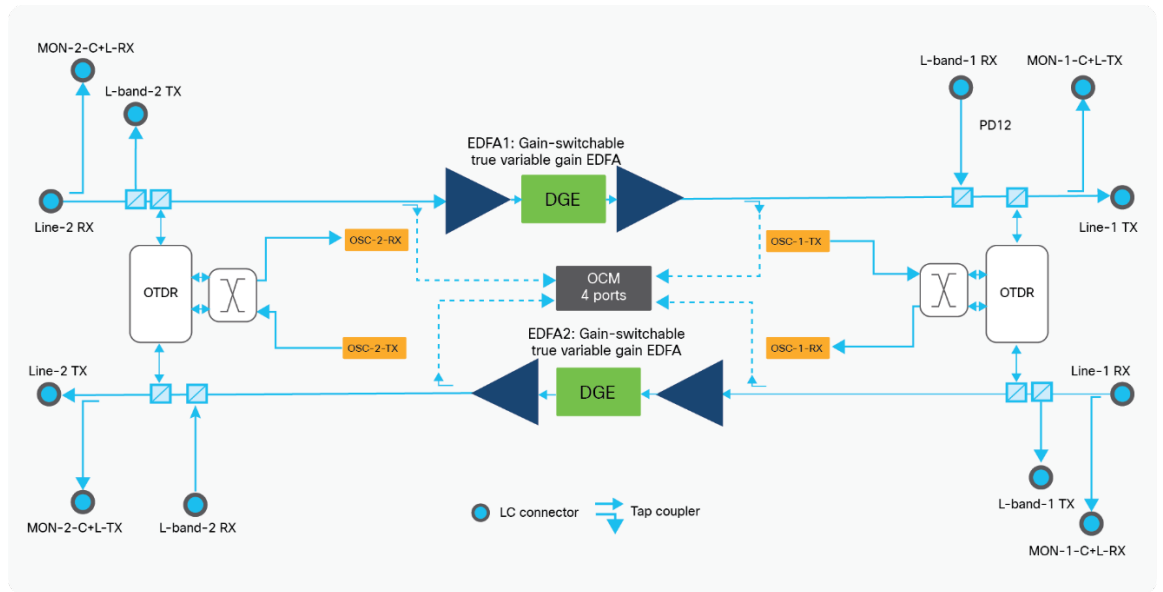 MON-2-C+L-RX
L-band-2 TX
L-band-1 RX
MON-1-C+L-TX
PD12
EDFA1: Gain-switchable
true variable gain EDFA
DGE
Line-2 RX
Line-1 TX
OSC-2-RX
OSC-1-TX
OTDR
OCM
4 ports
OTDR
EDFA2: Gain-switchable
true variable gain EDFA
OSC-2-TX
OSC-1-RX
Line-2 TX
Line-1 RX
DGE
MON-2-C+L-TX
L-band-2 RX
LC connector
Tap coupler
L-band-1 TX
MON-1-C+L-RX